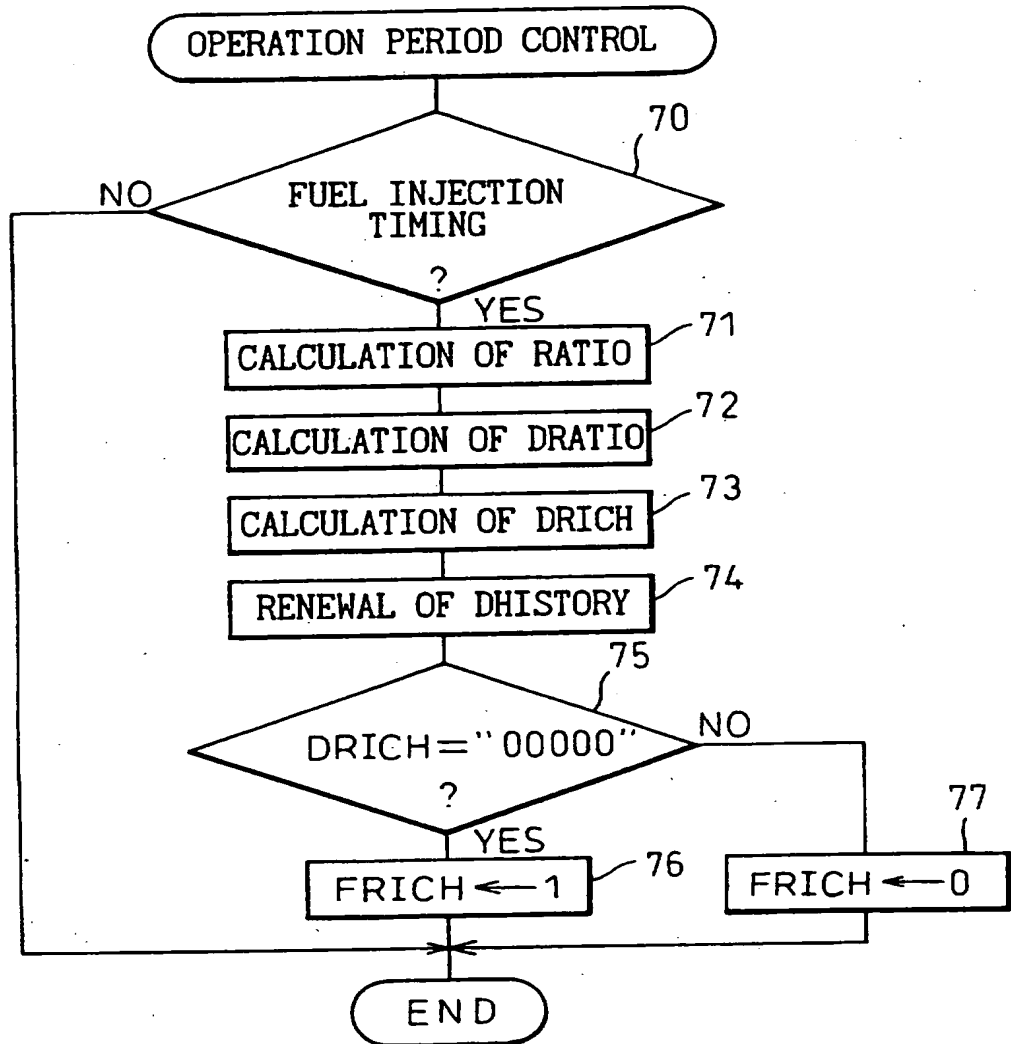 OPERATION PERIOD CONTROL
70
NO
FUEL INJECTION
TIMING
?
YES
71
CALCULATION OF RATIO
72
CALCULATION OF DRATIO
73
CALCULATION OF DRICH
74
RENEWAL OF DHISTORY
75
NO
DRICH="00000"
?
YES
76
77
FRICH ← 1
FRICH ← 0
END